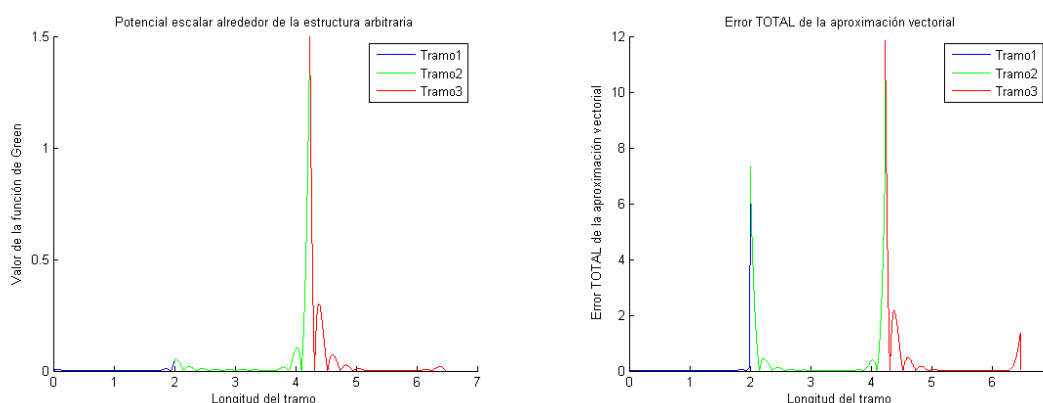 Potencial escalar alrededor de la estructura arbitraria
Valor de la función de Green
1.5
1
0.5
0
0 1 2 3 4 5 6 7
Longitud del tramo
Tramo1
Tramo2
Tramo3
Error TOTAL de la aproximación vectorial
Error TOTAL de la aproximación vectorial
12
10
8
6
4
2
0
0 1 2 3 4 5 6
Longitud del tramo
Tramo1
Tramo2
Tramo3